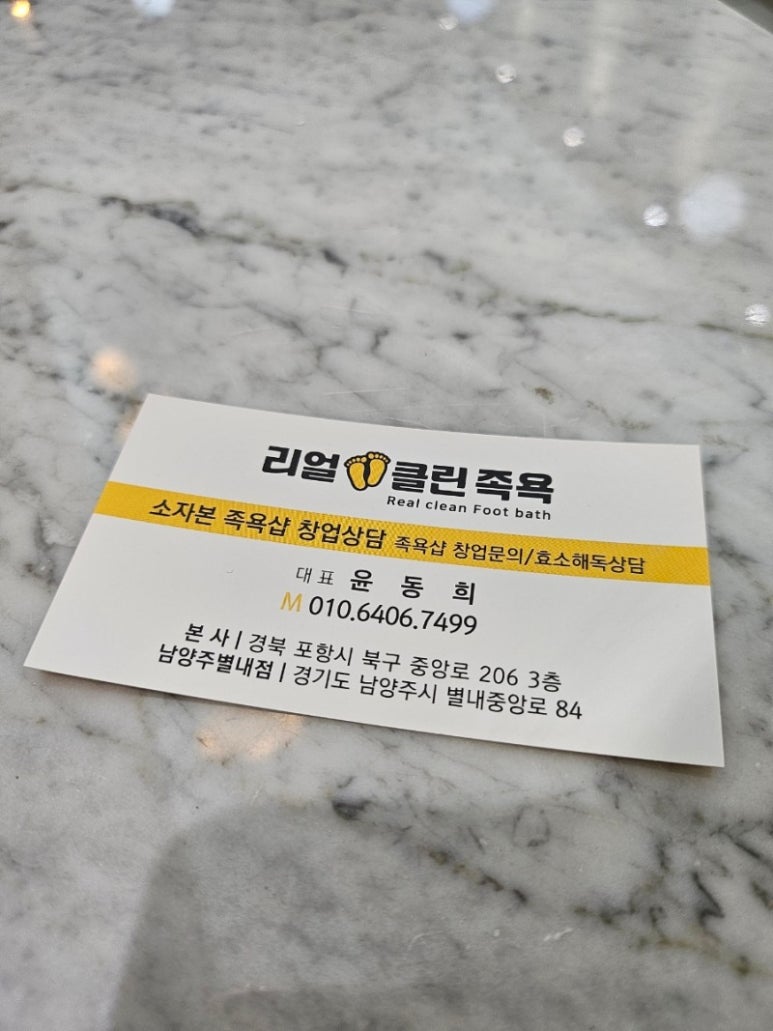 리얼 클린 족욕
Real clean Foot bath
소자본 족욕샵 창업상담 족욕샵 창업문의/효소해독상담
대표 윤 동 희
M 010.6406.7499
본 사 | 경북 포항시 북구 중앙로 206 3층
남양주별내점 | 경기도 남양주시 별내중앙로 84